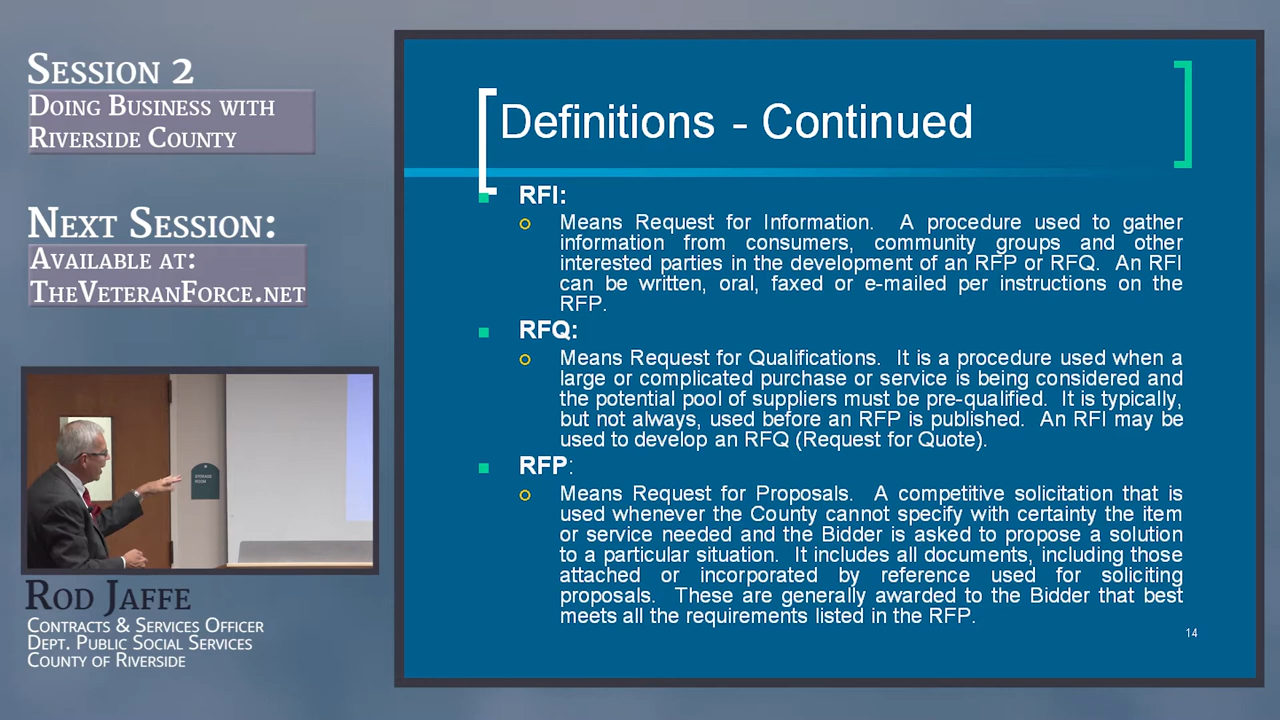 SESSION 2
DOING BUSINESS WITH
RIVERSIDE COUNTY
NEXT SESSION:
AVAILABLE AT:
THEVETERANFORCE.NET
STORAGE
ROOM
ROD JAFFE
CONTRACTS & SERVICES OFFICER
DEPT. PUBLIC SOCIAL SERVICES
COUNTY OF RIVERSIDE
Definitions - Continued
RFI:
Means Request for Information. A procedure used to gather
information from consumers, community groups and other
interested parties in the development of an RFP or RFQ. An RFI
can be written, oral, faxed or e-mailed per instructions on the
RFP.
RFQ:
Means Request for Qualifications. It is a procedure used when a
large or complicated purchase or service is being considered and
the potential pool of suppliers must be pre-qualified. It is typically,
but not always, used before an RFP is published. An RFI may be
used to develop an RFQ (Request for Quote).
RFP:
Means Request for Proposals. A competitive solicitation that is
used whenever the County cannot specify with certainty the item
or service needed and the Bidder is asked to propose a solution
to a particular situation. It includes all documents, including those
attached or incorporated by reference used for soliciting
proposals. These are generally awarded to the Bidder that best
meets all the requirements listed in the RFP.
14